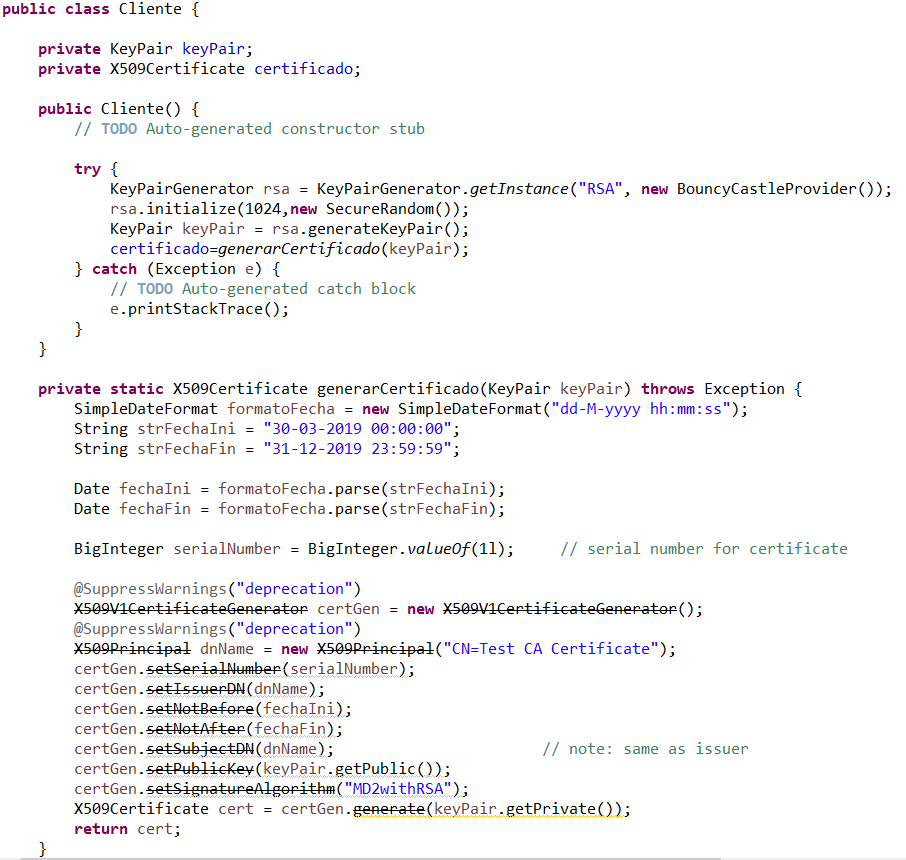 public class Cliente {
private KeyPair keyPair;
private X509Certificate certificado;
public Cliente() {
// TODO Auto-generated constructor stub
try {
KeyPairGenerator rsa = KeyPairGenerator.getInstance("RSA", new BouncyCastleProvider());
rsa.initialize(1024,new SecureRandom());
KeyPair keyPair = rsa.generateKeyPair();
certificado=generarCertificado(keyPair);
} catch (Exception e) {
// TODO Auto-generated catch block
e.printStackTrace();
}
}
private static X509Certificate generarCertificado(KeyPair keyPair) throws Exception {
SimpleDateFormat formatoFecha = new SimpleDateFormat("dd-M-yyyy hh:mm:ss");
String strFechaIni = "30-03-2019 00:00:00";
String strFechaFin = "31-12-2019 23:59:59";
Date fechaIni = formatoFecha.parse(strFechaIni);
Date fechaFin = formatoFecha.parse(strFechaFin);
BigInteger serialNumber = BigInteger.valueOf(1l); // serial number for certificate
@SuppressWarnings("deprecation")
X509V1CertificateGenerator certGen = new X509V1CertificateGenerator();
@SuppressWarnings("deprecation")
X509Principal dnName = new X509Principal("CN=Test CA Certificate");
certGen.setSerialNumber(serialNumber);
certGen.setIssuerDN(dnName);
certGen.setNotBefore(fechaIni);
certGen.setNotAfter(fechaFin);
certGen.setSubjectDN(dnName); // note: same as issuer
certGen.setPublicKey(keyPair.getPublic());
certGen.setSignatureAlgorithm("MD2withRSA");
X509Certificate cert = certGen.generate(keyPair.getPrivate());
return cert;
}